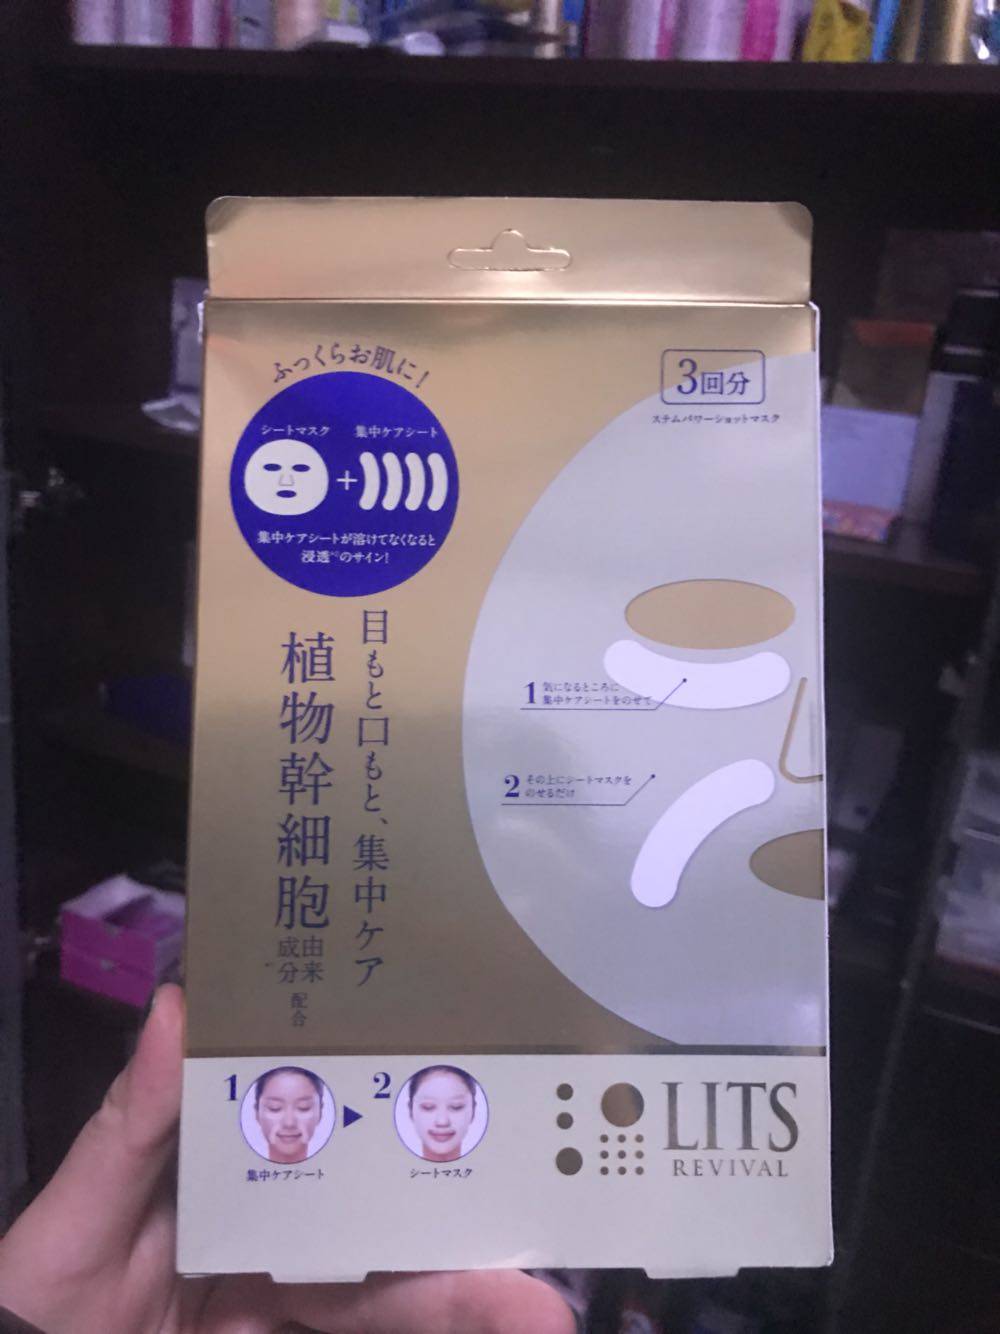 ふっくらお肌に!
シートマスク 集中ケアシート
+
集中ケアシートが溶けてなくなると
浸透※2のサイン!
3回分
ステムパワーショットマスク
目もと口もと、集中ケア
植物幹細胞
由来
成分
配合
1 気になるところに
集中ケアシートをのせて
2 その上にシートマスクを
のせるだけ
1
集中ケアシート
2
シートマスク
LITS
REVIVAL